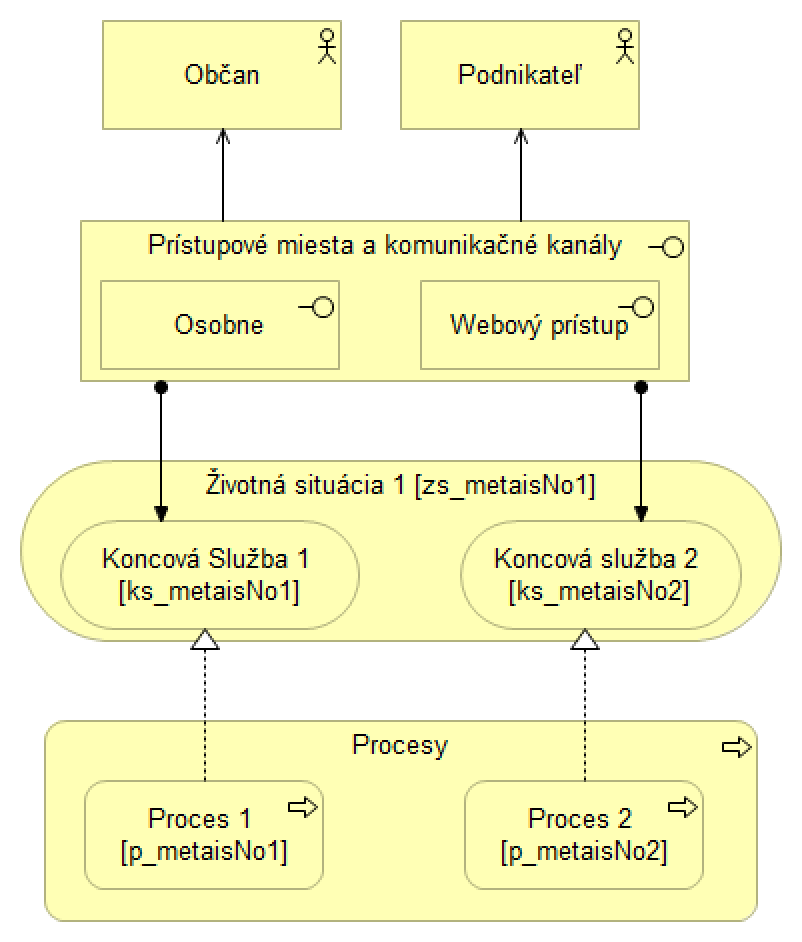 Občan
Podnikateľ
Prístupové miesta a komunikačné kanály
Osobne
Webový prístup
Životná situácia 1 [zs_metaisNo1]
Koncová Služba 1
[ks_metaisNo1]
Koncová služba 2
[ks_metaisNo2]
Procesy
Proces 1
[p_metaisNo1]
Proces 2
[p_metaisNo2]